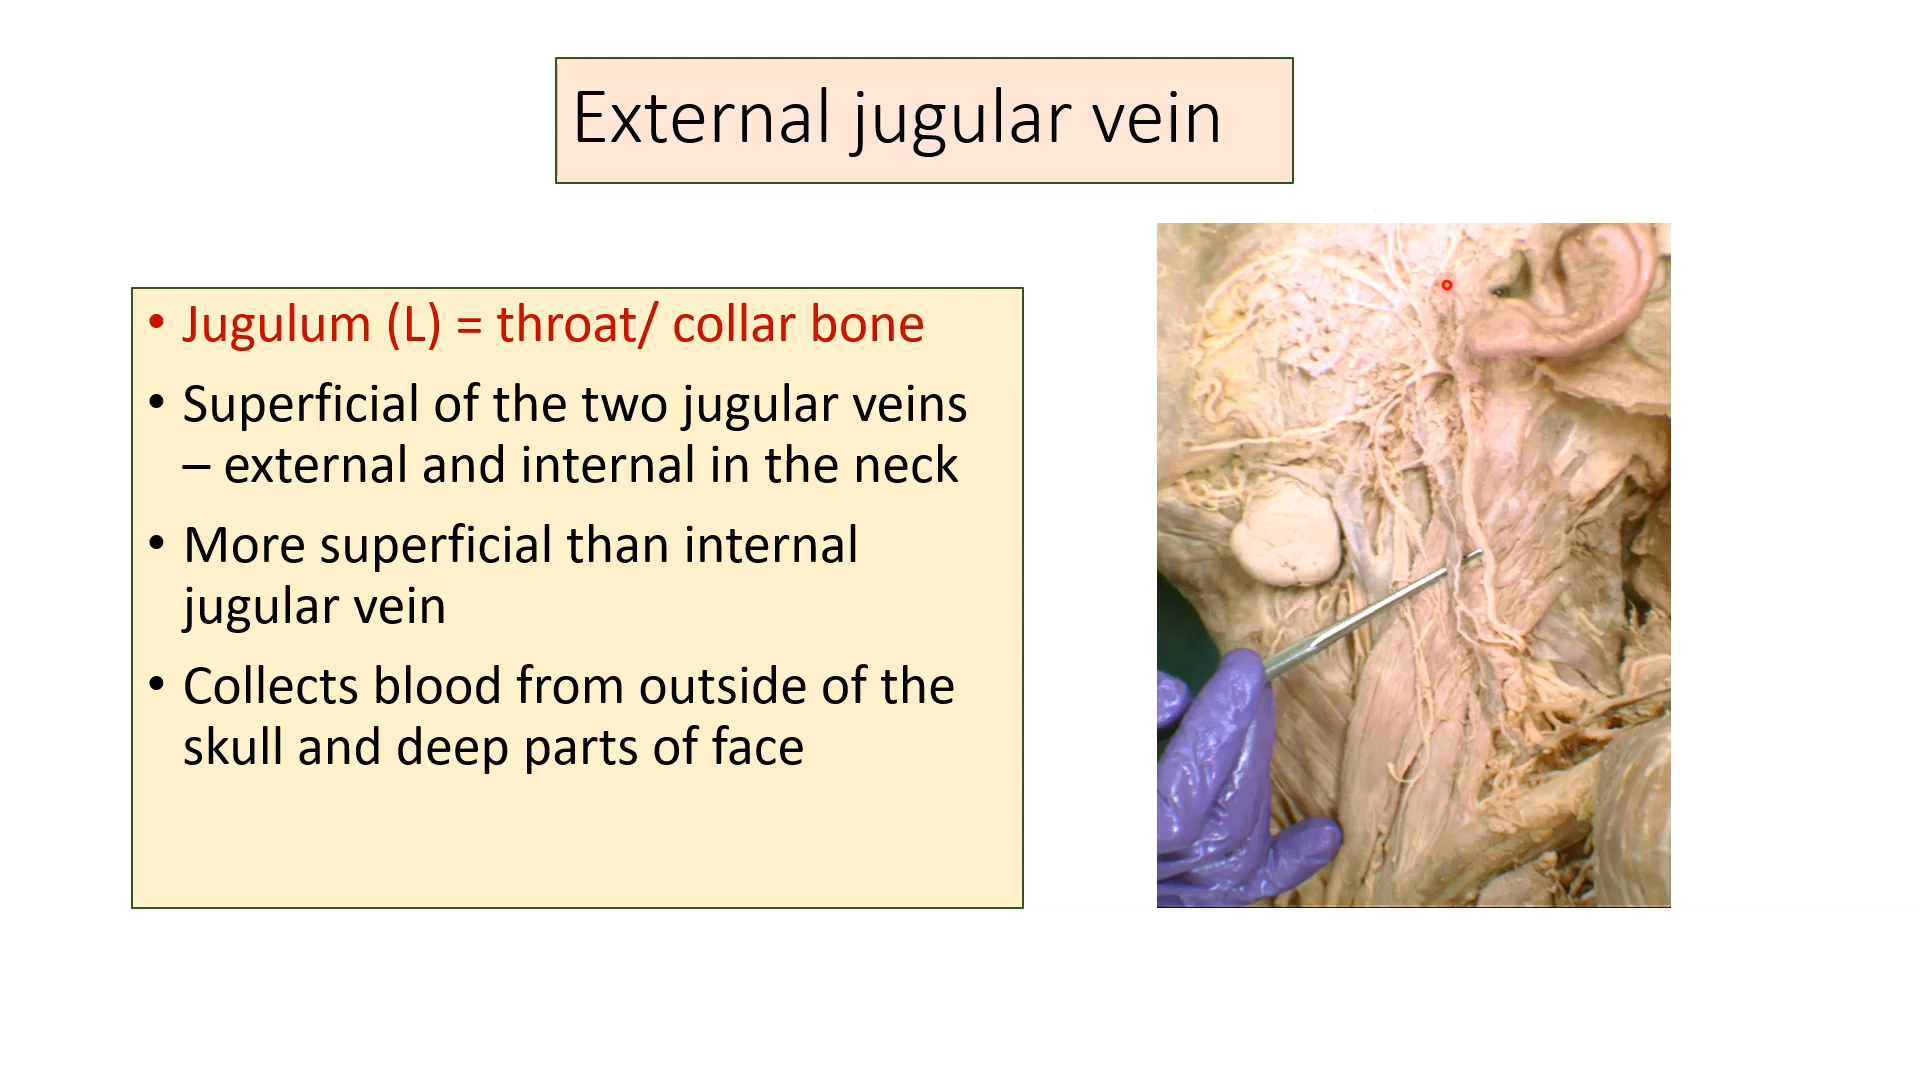 External jugular vein
• Jugulum (L) = throat/ collar bone
• Superficial of the two jugular veins
– external and internal in the neck
• More superficial than internal
jugular vein
• Collects blood from outside of the
skull and deep parts of face